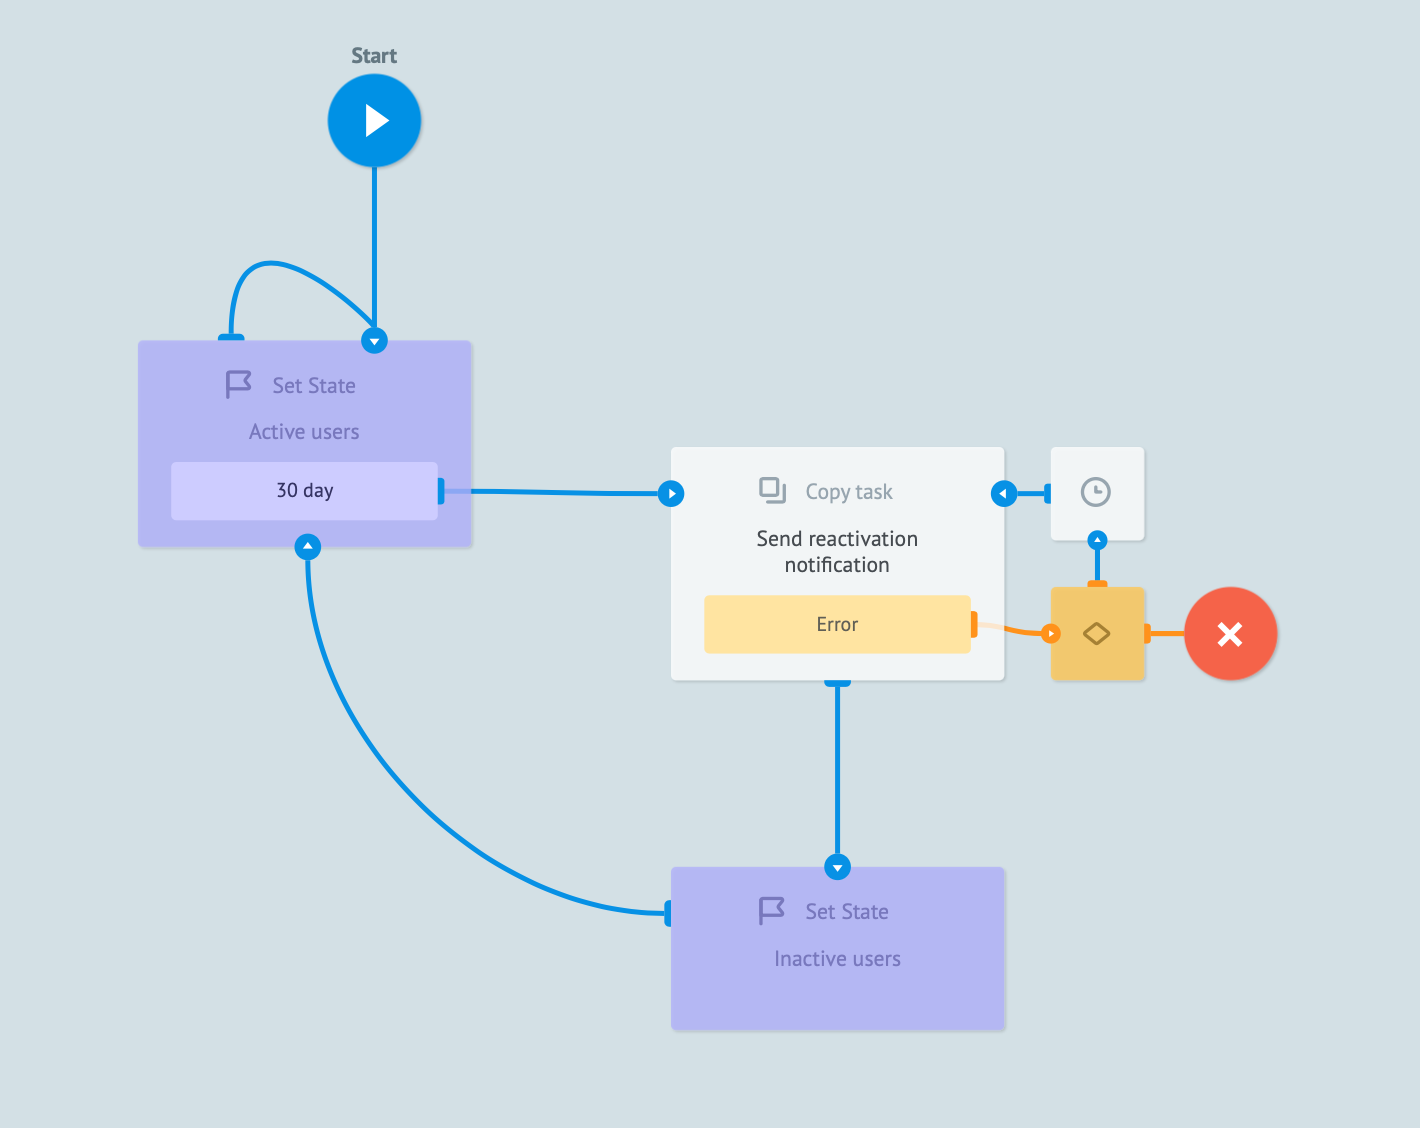 Start
Set State
Active users
30 day
Copy task
Send reactivation
notification
Error
Set State
Inactive users